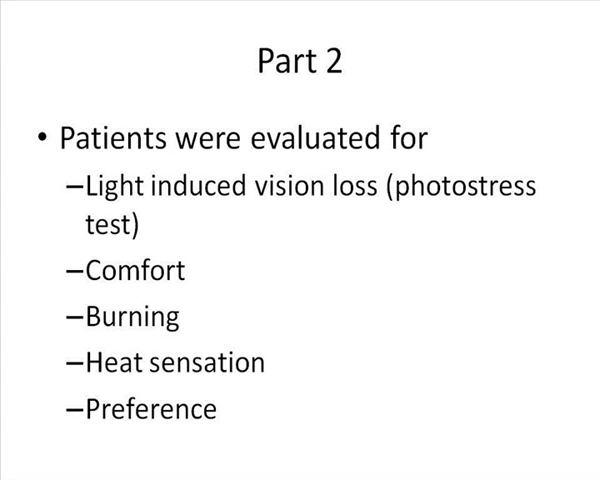 Part 2
• Patients were evaluated for
–Light induced vision loss (photostress
test)
–Comfort
–Burning
–Heat sensation
–Preference